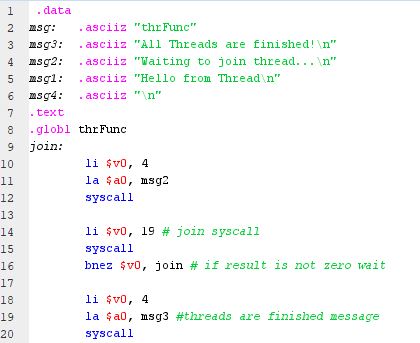 1 .data
2 msg: .asciiz "thrFunc"
3 msg3: .asciiz "All Threads are finished!\n"
4 msg2: .asciiz "Waiting to join thread...\n"
5 msg1: .asciiz "Hello from Thread\n"
6 msg4: .asciiz "\n"
7 .text
8 .globl thrFunc
9 join:
10 li $v0, 4
11 la $a0, msg2
12 syscall
13
14 li $v0, 19 # join syscall
15 syscall
16 bnez $v0, join # if result is not zero wait
17
18 li $v0, 4
19 la $a0, msg3 #threads are finished message
20 syscall